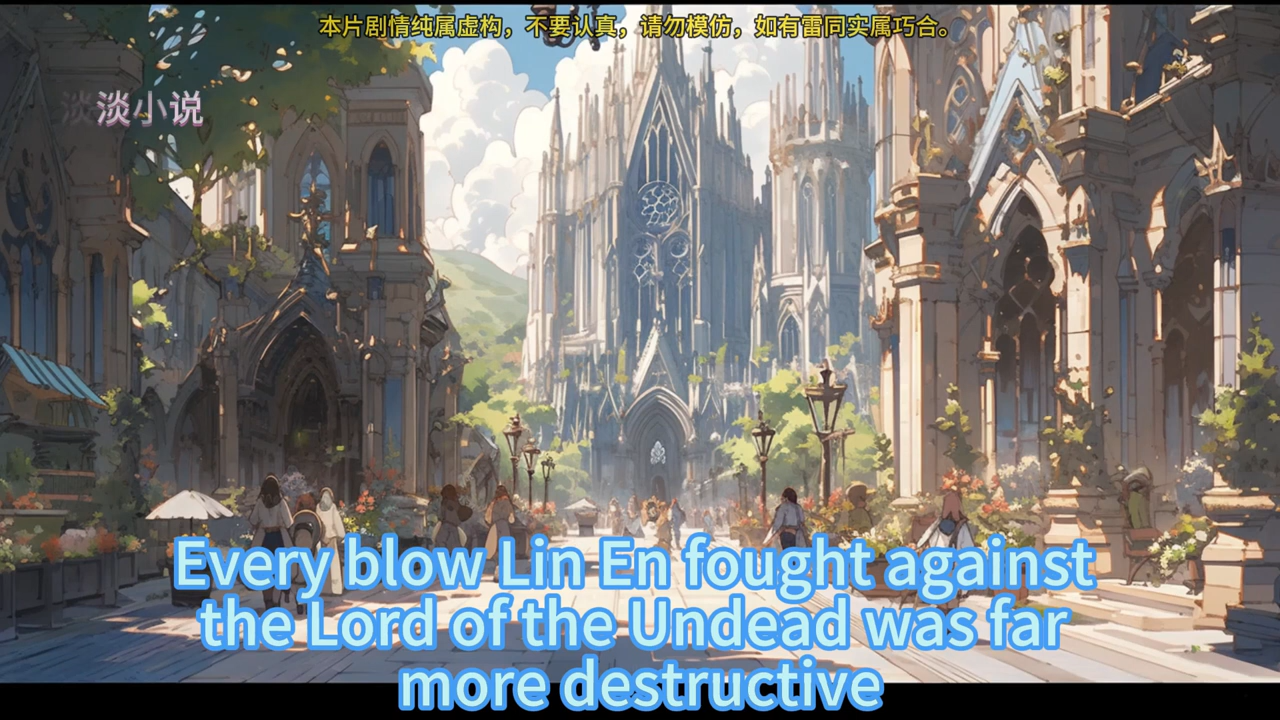 本片剧情纯属虚构，不要认真，请勿模仿，如有雷同实属巧合。
淡淡小说
Every blow Lin En fought against
the Lord of the Undead was far
more destructive